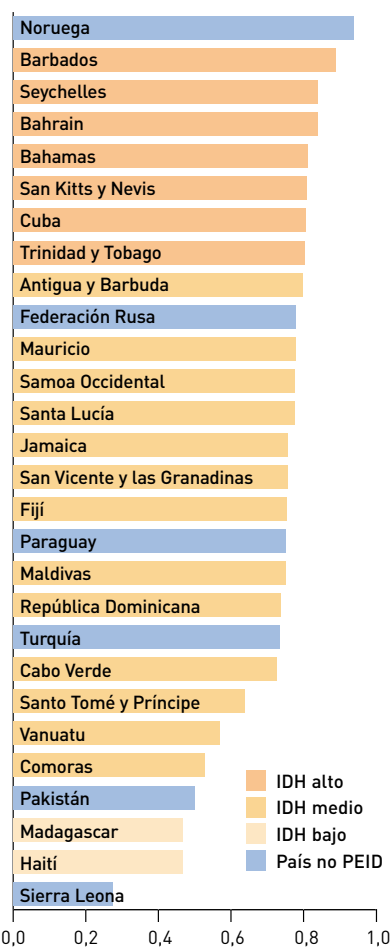 Noruega
Barbados
Seychelles
Bahrain
Bahamas
San Kitts y Nevis
Cuba
Trinidad y Tobago
Antigua y Barbuda
Federación Rusa
Mauricio
Samoa Occidental
Santa Lucía
Jamaica
San Vicente y las Granadinas
Fijí
Paraguay
Maldivas
República Dominicana
Turquía
Cabo Verde
Santo Tomé y Príncipe
Vanuatu
Comoras
Pakistán
Madagascar
Haití
Sierra Leona
IDH alto
IDH medio
IDH bajo
País no PEID
0,0 0,2 0,4 0,6 0,8 1,0